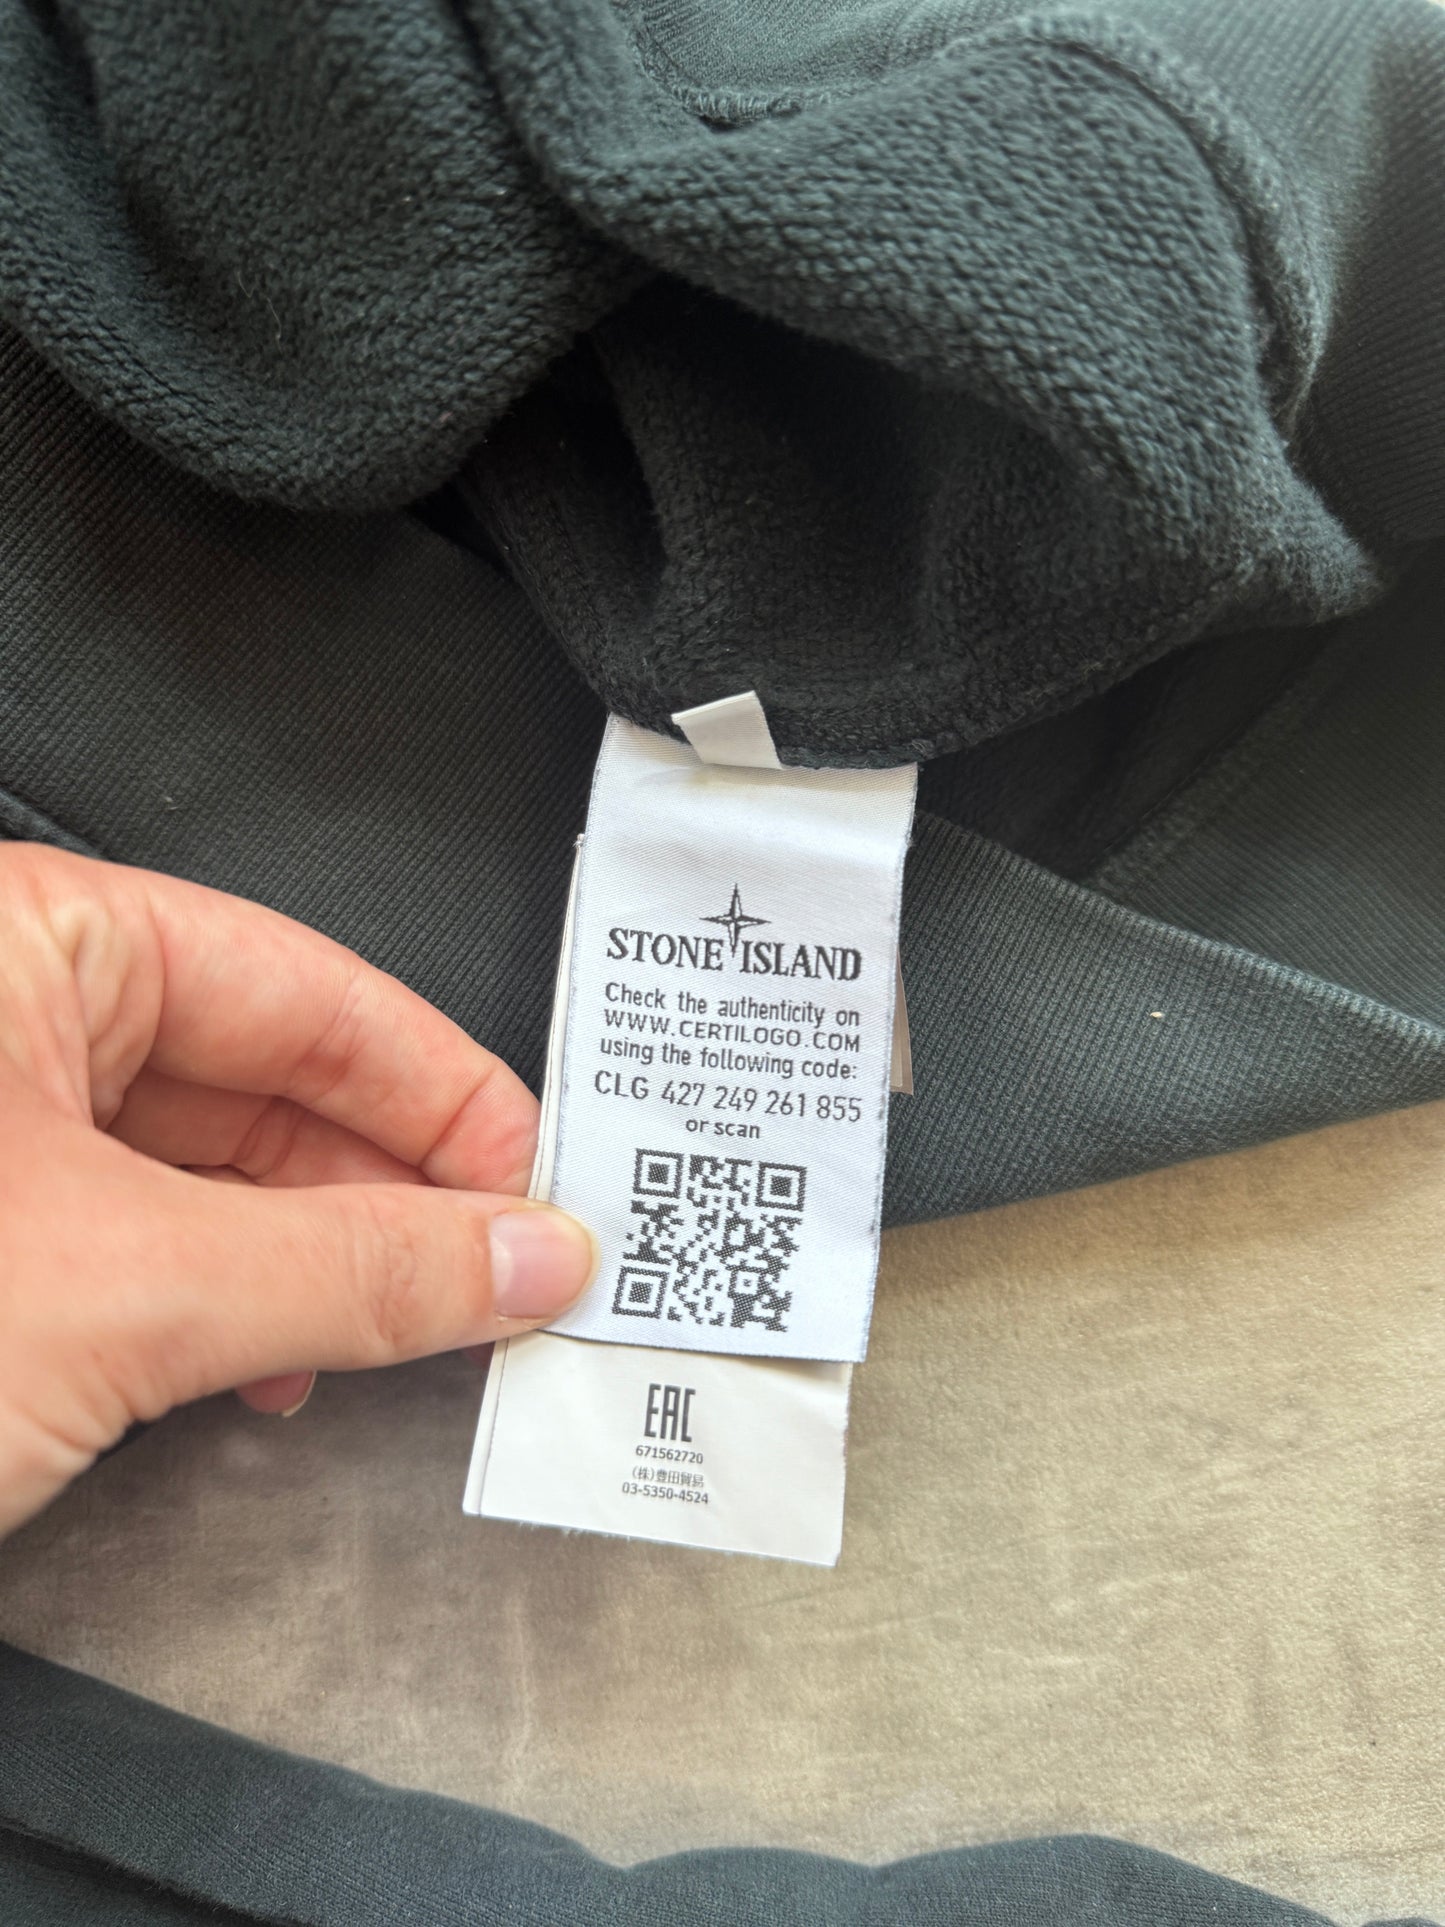 STONE ISLAND
Check the authenticity on
WWW.CERTILOGO.COM
using the following code:
CLG 427 249 261 855
or scan
EAC
671562720
(株)豊田貿易
03-5350-4524